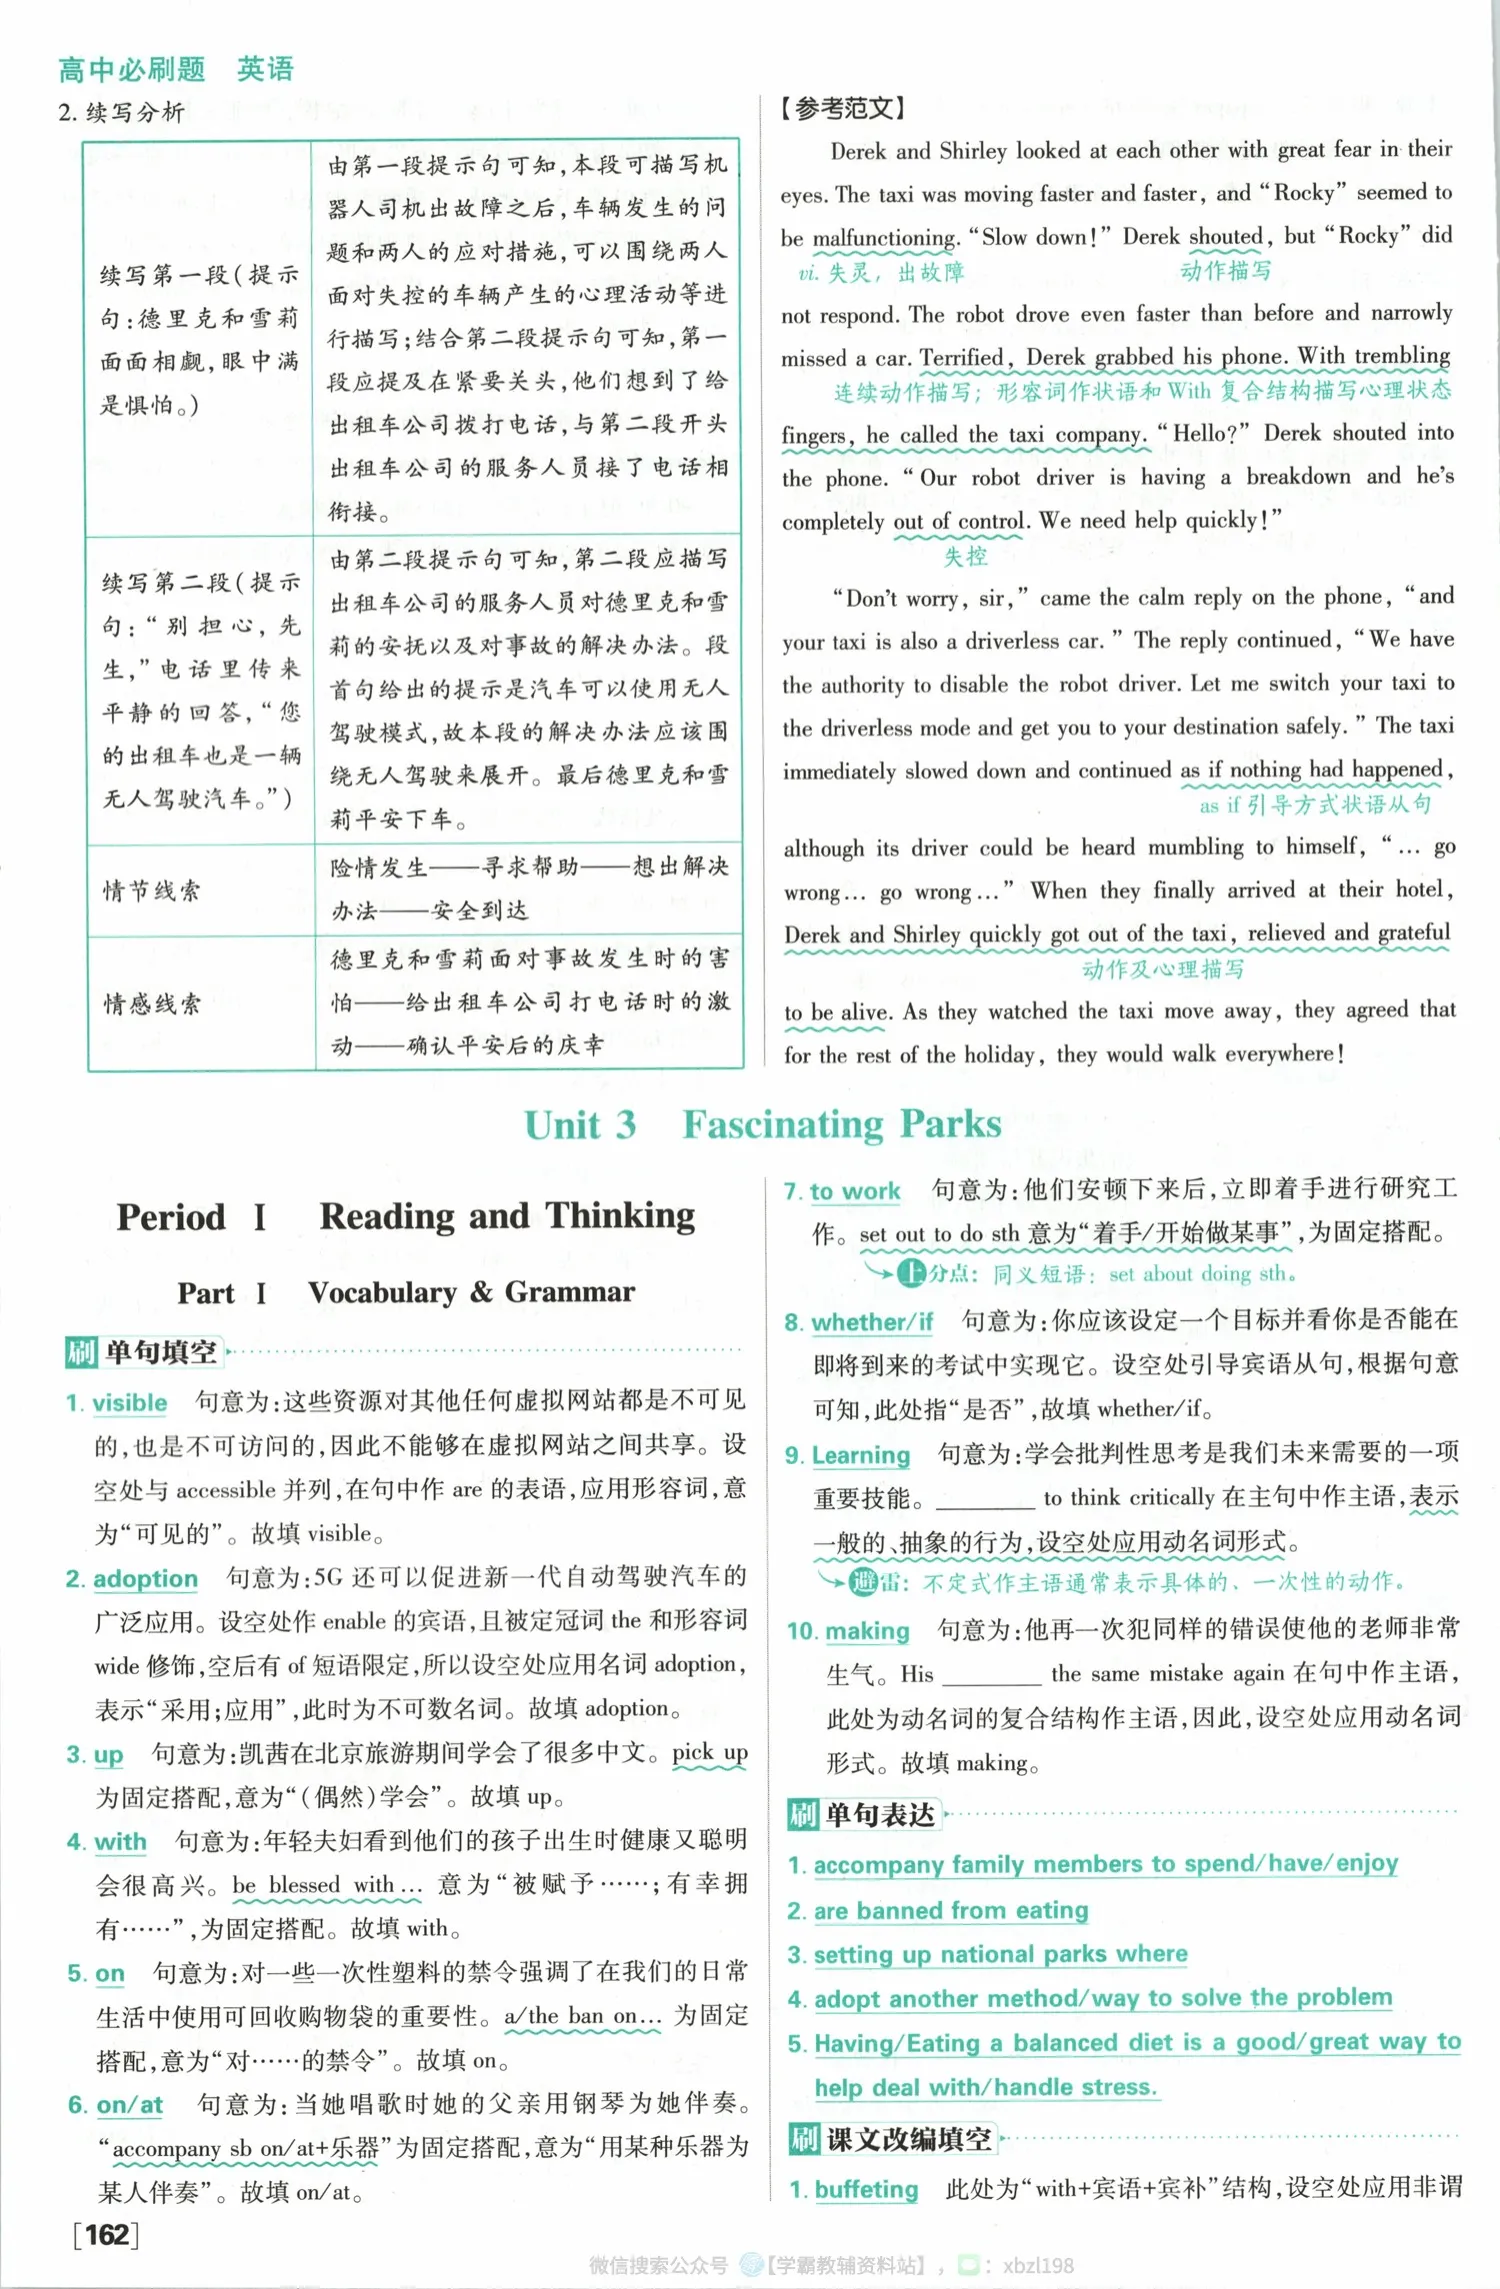 高中必刷题 英语
2. 续写分析
续写第一段(提示
句:德里克和雪莉
面面相觑,眼中满
是惧怕。)
由第一段提示句可知,本段可描写机
器人司机出故障之后,车辆发生的问
题和两人的应对措施,可以围绕两人
面对失控的车辆产生的心理活动等进
行描写;结合第二段提示句可知,第一
段应提及在紧要关头,他们想到了给
出租车公司拨打电话,与第二段开头
出租车公司的服务人员接了电话相
衔接。
续写第二段(提示
句:“别担心,先
生,”电话里传来
平静的回答,“您
的出租车也是一辆
无人驾驶汽车。”)
由第二段提示句可知,第二段应描写
出租车公司的服务人员对德里克和雪
莉的安抚以及对事故的解决办法。段
首句给出的提示是汽车可以使用无人
驾驶模式,故本段的解决办法应该围
绕无人驾驶来展开。最后德里克和雪
莉平安下车。
情节线索
险情发生——寻求帮助——想出解决
办法——安全到达
情感线索
德里克和雪莉面对事故发生时的害
怕——给出租车公司打电话时的激
动——确认平安后的庆幸
【参考范文】
Derek and Shirley looked at each other with great fear in their
eyes. The taxi was moving faster and faster, and “Rocky” seemed to
be malfunctioning. “Slow down!” Derek shouted, but “Rocky” did
vi. 失灵,出故障 动作描写
not respond. The robot drove even faster than before and narrowly
missed a car. Terrified, Derek grabbed his phone. With trembling
连续动作描写;形容词作状语和 With 复合结构描写心理状态
fingers, he called the taxi company. “Hello?” Derek shouted into
the phone. “Our robot driver is having a breakdown and he’s
completely out of control. We need help quickly!”
失控
“Don’t worry, sir,” came the calm reply on the phone, “and
your taxi is also a driverless car.” The reply continued, “We have
the authority to disable the robot driver. Let me switch your taxi to
the driverless mode and get you to your destination safely.” The taxi
immediately slowed down and continued as if nothing had happened,
as if 引导方式状语从句
although its driver could be heard mumbling to himself, “… go
wrong… go wrong…” When they finally arrived at their hotel,
Derek and Shirley quickly got out of the taxi, relieved and grateful
动作及心理描写
to be alive. As they watched the taxi move away, they agreed that
for the rest of the holiday, they would walk everywhere!
Unit 3 Fascinating Parks
Period Ⅰ Reading and Thinking
Part Ⅰ Vocabulary & Grammar
刷 单句填空
1. visible 句意为:这些资源对其他任何虚拟网站都是不可见
的,也是不可访问的,因此不能够在虚拟网站之间共享。设
空处与 accessible 并列,在句中作 are 的表语,应用形容词,意
为“可见的”。故填 visible。
2. adoption 句意为:5G 还可以促进新一代自动驾驶汽车的
广泛应用。设空处作 enable 的宾语,且被定冠词 the 和形容词
wide 修饰,空后有 of 短语限定,所以设空处应用名词 adoption,
表示“采用;应用”,此时为不可数名词。故填 adoption。
3. up 句意为:凯茜在北京旅游期间学会了很多中文。pick up
为固定搭配,意为“(偶然)学会”。故填 up。
4. with 句意为:年轻夫妇看到他们的孩子出生时健康又聪明
会很高兴。be blessed with… 意为“被赋予……;有幸拥
有……”,为固定搭配。故填 with。
5. on 句意为:对一些一次性塑料的禁令强调了在我们的日常
生活中使用可回收购物袋的重要性。a/the ban on… 为固定
搭配,意为“对……的禁令”。故填 on。
6. on/at 句意为:当她唱歌时她的父亲用钢琴为她伴奏。
“accompany sb on/at+乐器”为固定搭配,意为“用某种乐器为
某人伴奏”。故填 on/at。
7. to work 句意为:他们安顿下来后,立即着手进行研究工
作。set out to do sth 意为“着手/开始做某事”,为固定搭配。
上分点:同义短语:set about doing sth。
8. whether/if 句意为:你应该设定一个目标并看你是否能在
即将到来的考试中实现它。设空处引导宾语从句,根据句意
可知,此处指“是否”,故填 whether/if。
9. Learning 句意为:学会批判性思考是我们未来需要的一项
重要技能。________ to think critically 在主句中作主语,表示
一般的、抽象的行为,设空处应用动名词形式。
避雷:不定式作主语通常表示具体的、一次性的动作。
10. making 句意为:他再一次犯同样的错误使他的老师非常
生气。His ________ the same mistake again 在句中作主语,
此处为动名词的复合结构作主语,因此,设空处应用动名词
形式。故填 making。
刷 单句表达
1. accompany family members to spend/have/enjoy
2. are banned from eating
3. setting up national parks where
4. adopt another method/way to solve the problem
5. Having/Eating a balanced diet is a good/great way to
help deal with/handle stress.
刷 课文改编填空
1. buffeting 此处为“with+宾语+宾补”结构,设空处应用非谓
[162]
微信搜索公众号【学霸教辅资料站】,:xbzl198